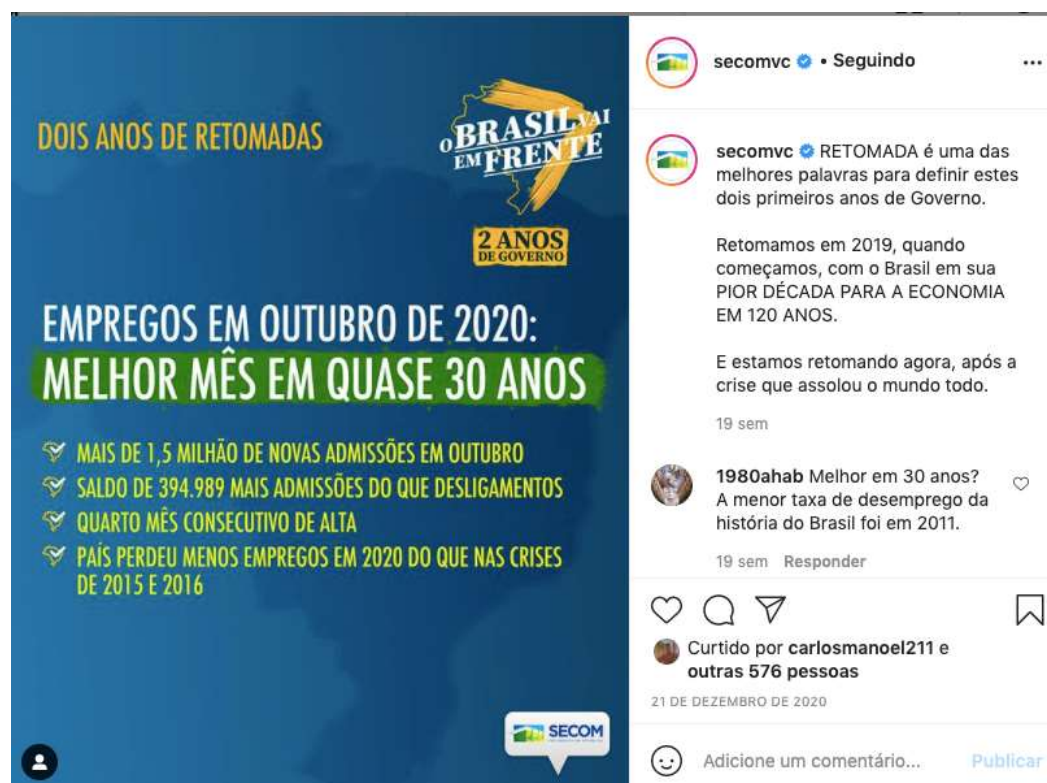 DOIS ANOS DE RETOMADAS
O BRASIL VAI
EM FRENTE
2 ANOS
DE GOVERNO
EMPREGOS EM OUTUBRO DE 2020:
MELHOR MÊS EM QUASE 30 ANOS
MAIS DE 1,5 MILHÃO DE NOVAS ADMISSÕES EM OUTUBRO
SALDO DE 394.989 MAIS ADMISSÕES DO QUE DESLIGAMENTOS
QUARTO MÊS CONSECUTIVO DE ALTA
PAÍS PERDEU MENOS EMPREGOS EM 2020 DO QUE NAS CRISES
DE 2015 E 2016
SECOM
secomvc • Seguindo
secomvc RETOMADA é uma das
melhores palavras para definir estes
dois primeiros anos de Governo.
Retomamos em 2019, quando
começamos, com o Brasil em sua
PIOR DÉCADA PARA A ECONOMIA
EM 120 ANOS.
E estamos retomando agora, após a
crise que assolou o mundo todo.
19 sem
1980ahab Melhor em 30 anos?
A menor taxa de desemprego da
história do Brasil foi em 2011.
19 sem Responder
Curtido por carlosmanoel211 e
outras 576 pessoas
21 DE DEZEMBRO DE 2020
Adicione um comentário... Publicar